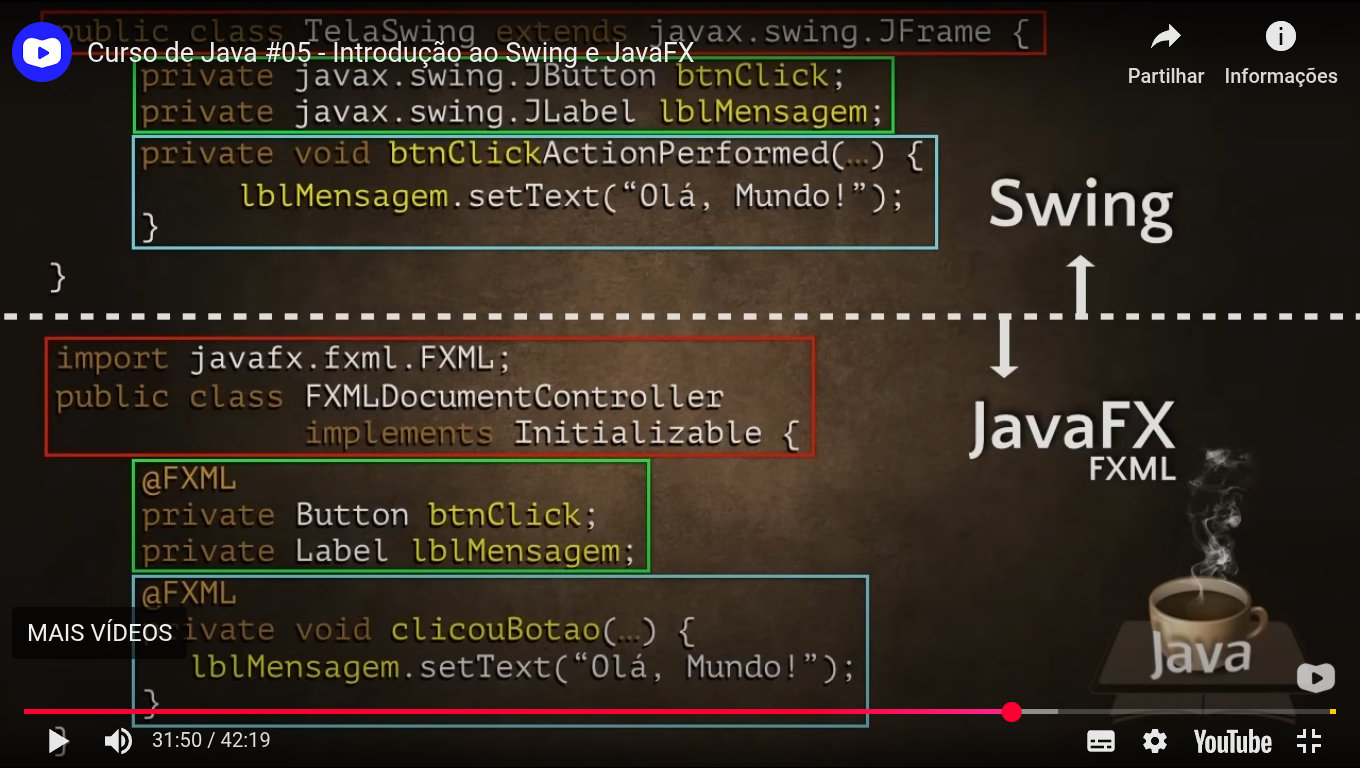 public class TelaSwing extends javax.swing.JFrame {
Curso de Java #05 - Introdução ao Swing e JavaFX
Partilhar
Informações
private javax.swing.JButton btnClick;
private javax.swing.JLabel lblMensagem;
private void btnClickActionPerformed(…) {
lblMensagem.setText(“Olá, Mundo!”);
}
}
Swing
import javafx.fxml.FXML;
public class FXMLDocumentController
implements Initializable {
JavaFX
FXML
@FXML
private Button btnClick;
private Label lblMensagem;
@FXML
private void clicouBotao(…) {
lblMensagem.setText(“Olá, Mundo!”);
}
}
MAIS VÍDEOS
Java
31:50 / 42:19
YouTube